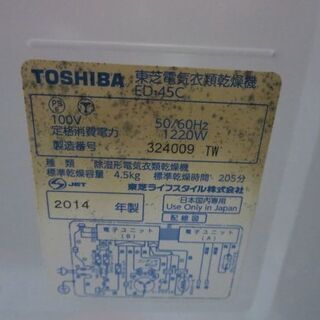 TOSHIBA 東芝電気衣類乾燥機
ED-45C
PS E
100V 50/60Hz
定格消費電力 1220W
製造番号 324009 TW
種類 除湿形電気衣類乾燥機
標準乾燥容量 4.5kg 標準乾燥時間 205分
S JET 東芝ライフスタイル株式会社
2014 年製 日本国内専用
Use Only in Japan
配線図
電子ユニット (B) 電子ユニット (A)